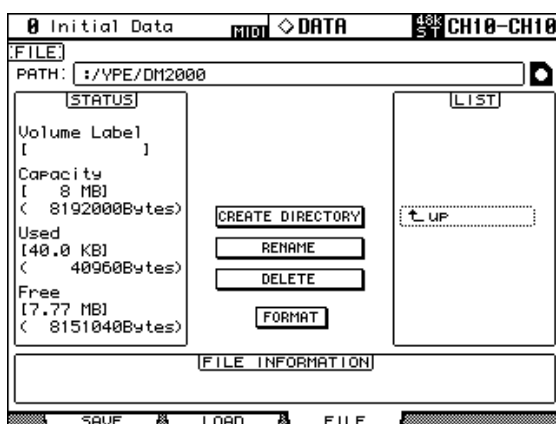 0 Initial Data MIDI ◇DATA 48K ST CH10-CH10
:FILE:
PATH: :/YPE/DM2000
STATUS
Volume Label
[ ]
Capacity
[ 8 MB]
( 8192000Bytes)
Used
[40.0 KB]
( 40960Bytes)
Free
[7.77 MB]
( 8151040Bytes)
CREATE DIRECTORY
RENAME
DELETE
FORMAT
LIST
UP
FILE INFORMATION
SAVE LOAD FILE